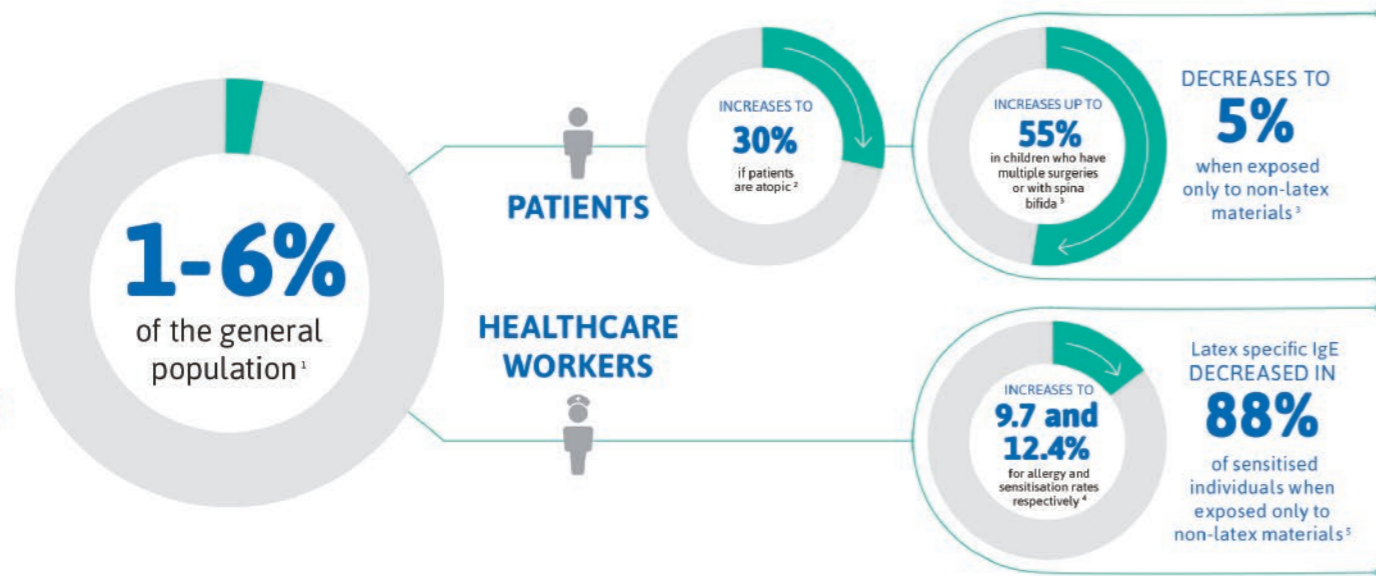 1-6%
of the general
population ¹
PATIENTS
INCREASES TO
30%
if patients
are atopic ²
INCREASES UP TO
55%
in children who have
multiple surgeries
or with spina
bifida ³
DECREASES TO
5%
when exposed
only to non-latex
materials ³
HEALTHCARE
WORKERS
INCREASES TO
9.7 and
12.4%
for allergy and
sensitisation rates
respectively ⁴
Latex specific IgE
DECREASED IN
88%
of sensitised
individuals when
exposed only to
non-latex materials ⁵